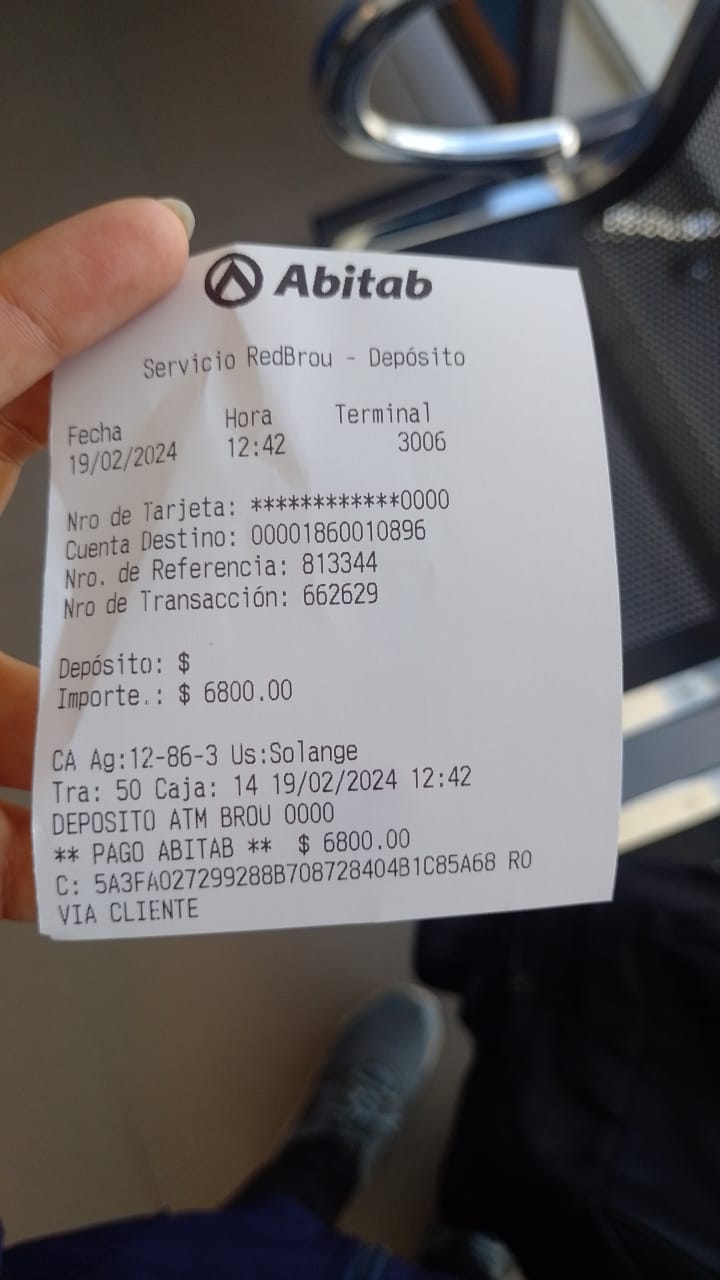 Abitab
Servicio RedBrou - Depósito
Fecha Hora Terminal
19/02/2024 12:42 3006
Nro de Tarjeta: ************0000
Cuenta Destino: 00001860010896
Nro. de Referencia: 813344
Nro de Transacción: 662629
Depósito: $
Importe.: $ 6800.00
CA Ag:12-86-3 Us:Solange
Tra: 50 Caja: 14 19/02/2024 12:42
DEPOSITO ATM BROU 0000
** PAGO ABITAB ** $ 6800.00
C: 5A3FA027299288B708728404B1C85A68 RO
VIA CLIENTE